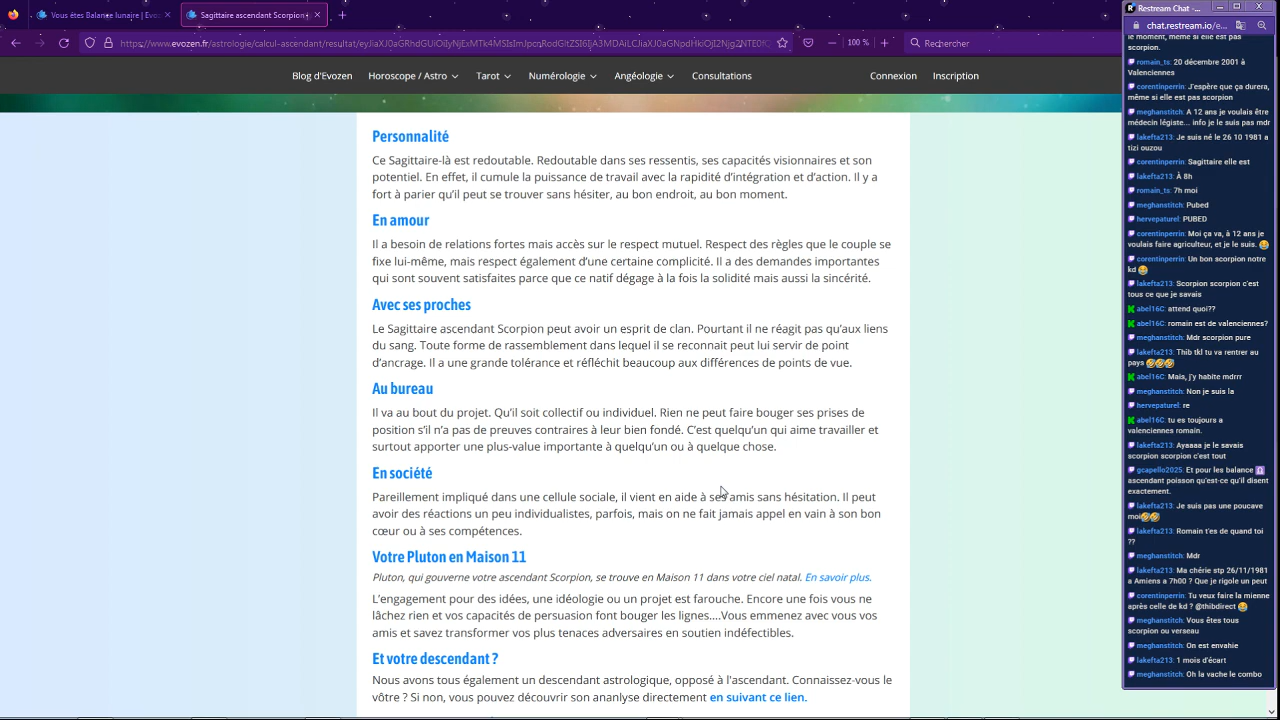 Vous êtes Balance lunaire | Evoz
Sagittaire ascendant Scorpion
https://www.evozen.fr/astrologie/calcul-ascendant/resultat/
100 %
Rechercher
Blog d'Evozen
Horoscope / Astro
Tarot
Numérologie
Angéologie
Consultations
Connexion
Inscription
Personnalité
Ce Sagittaire-là est redoutable. Redoutable dans ses ressentis, ses capacités visionnaires et son
potentiel. En effet, il cumule la puissance de travail avec la rapidité d'intégration et d'action. Il y a
fort à parier qu'il peut se trouver sans hésiter, au bon endroit, au bon moment.
En amour
Il a besoin de relations fortes mais accès sur le respect mutuel. Respect des règles que le couple se
fixe lui-même, mais respect également d'une certaine complicité. Il a des demandes importantes
qui sont souvent satisfaites parce que ce natif dégage à la fois la solidité mais aussi la sincérité.
Avec ses proches
Le Sagittaire ascendant Scorpion peut avoir un esprit de clan. Pourtant il ne réagit pas qu'aux liens
du sang. Toute forme de rassemblement dans lequel il se reconnait peut lui servir de point
d'ancrage. Il a une grande tolérance et réfléchit beaucoup aux différences de points de vue.
Au bureau
Il va au bout du projet. Qu'il soit collectif ou individuel. Rien ne peut faire bouger ses prises de
position s'il n'a pas de preuves contraires à leur bien fondé. C'est quelqu'un qui aime travailler et
surtout apporter une plus-value importante à quelqu'un ou à quelque chose.
En société
Pareillement impliqué dans une cellule sociale, il vient en aide à ses amis sans hésitation. Il peut
avoir des réactions un peu individualistes, parfois, mais on ne fait jamais appel en vain à son bon
cœur ou à ses compétences.
Votre Pluton en Maison 11
Pluton, qui gouverne votre ascendant Scorpion, se trouve en Maison 11 dans votre ciel natal. En savoir plus.
L'engagement pour des idées, une idéologie ou un projet est farouche. Encore une fois vous ne
lâchez rien et vos capacités de persuasion font bouger les lignes....Vous emmenez avec vous vos
amis et savez transformer vos plus tenaces adversaires en soutien indéfectibles.
Et votre descendant ?
Nous avons également un descendant astrologique, opposé à l'ascendant. Connaissez-vous le
vôtre ? Si non, vous pouvez découvrir son ananlyse directement en suivant ce lien.
Restream Chat -...
chat.restream.io/e...
le moment, même si elle est pas
scorpion.
romain_ts: 20 décembre 2001 à
Valenciennes
corentinperrin: J'espère que ça durera,
même si elle est pas scorpion
meghanstitch: A 12 ans je voulais être
médecin légiste... info je le suis pas mdr
lakefta213: Je suis né le 26 10 1981 a
tizi ouzou
corentinperrin: Sagittaire elle est
lakefta213: À 8h
romain_ts: 7h moi
meghanstitch: Pubed
hervepaturel: PUBED
corentinperrin: Moi ça va, à 12 ans je
voulais faire agriculteur, et je le suis. 😂
corentinperrin: Un bon scorpion notre
kd 😂
lakefta213: Scorpion scorpion c'est
tous ce que je savais
abel16C: attend quoi??
abel16C: romain est de valenciennes?
meghanstitch: Mdr scorpion pure
lakefta213: Thib tkl tu va rentrer au
pays 🤣🤣🤣
abel16C: Mais, j'y habite mdrrr
meghanstitch: Non je suis la
hervepaturel: re
abel16C: tu es toujours a
valenciennes romain.
lakefta213: Ayaaaa je le savais
scorpion scorpion c'est tout
gcapello2025: Et pour les balance ♎
ascendant poisson qu'est-ce qu'il disent
exactement.
lakefta213: Je suis pas une poucave
moi🤣🤣
lakefta213: Romain t'es de quand toi
??
meghanstitch: Mdr
lakefta213: Ma chérie stp 26/11/1981
a Amiens a 7h00 ? Que je rigole un peut
corentinperrin: Tu veux faire la mienne
après celle de kd ? @thibdirect 😂
meghanstitch: Vous êtes tous
scorpion ou verseau
meghanstitch: On est envahie
lakefta213: 1 mois d'écart
meghanstitch: Oh la vache le combo